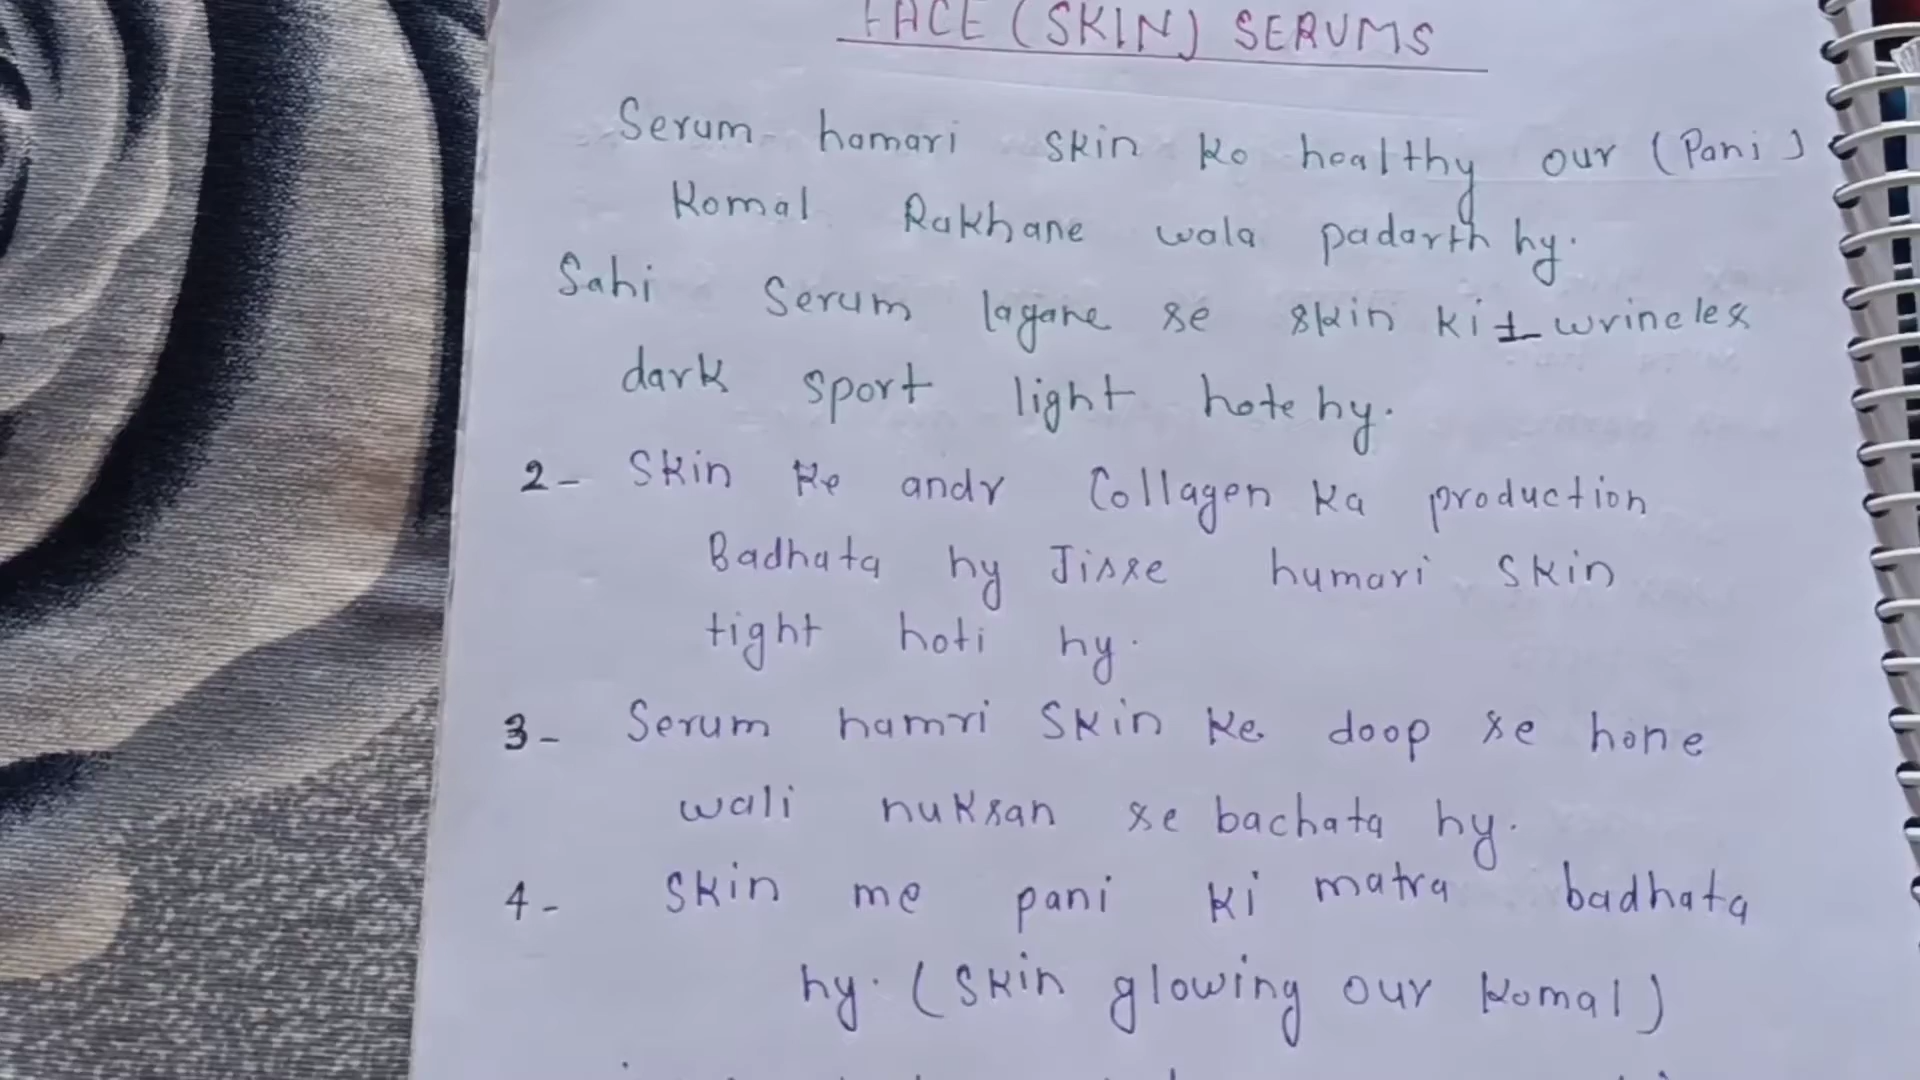 FACE (SKIN) SERUMS
Serum hamari skin ko healthy our (Pani)
Komal Rakhane wala padarth hy.
Sahi Serum lagane se skin ki wrincles
dark sport light hote hy.
2- Skin ke andr Collagen ka production
Badhata hy Jisse humari skin
tight hoti hy.
3- Serum hamri skin ke doop se hone
wali nuksan se bachata hy.
4- Skin me pani ki matra badhata
hy. (skin glowing our komal)